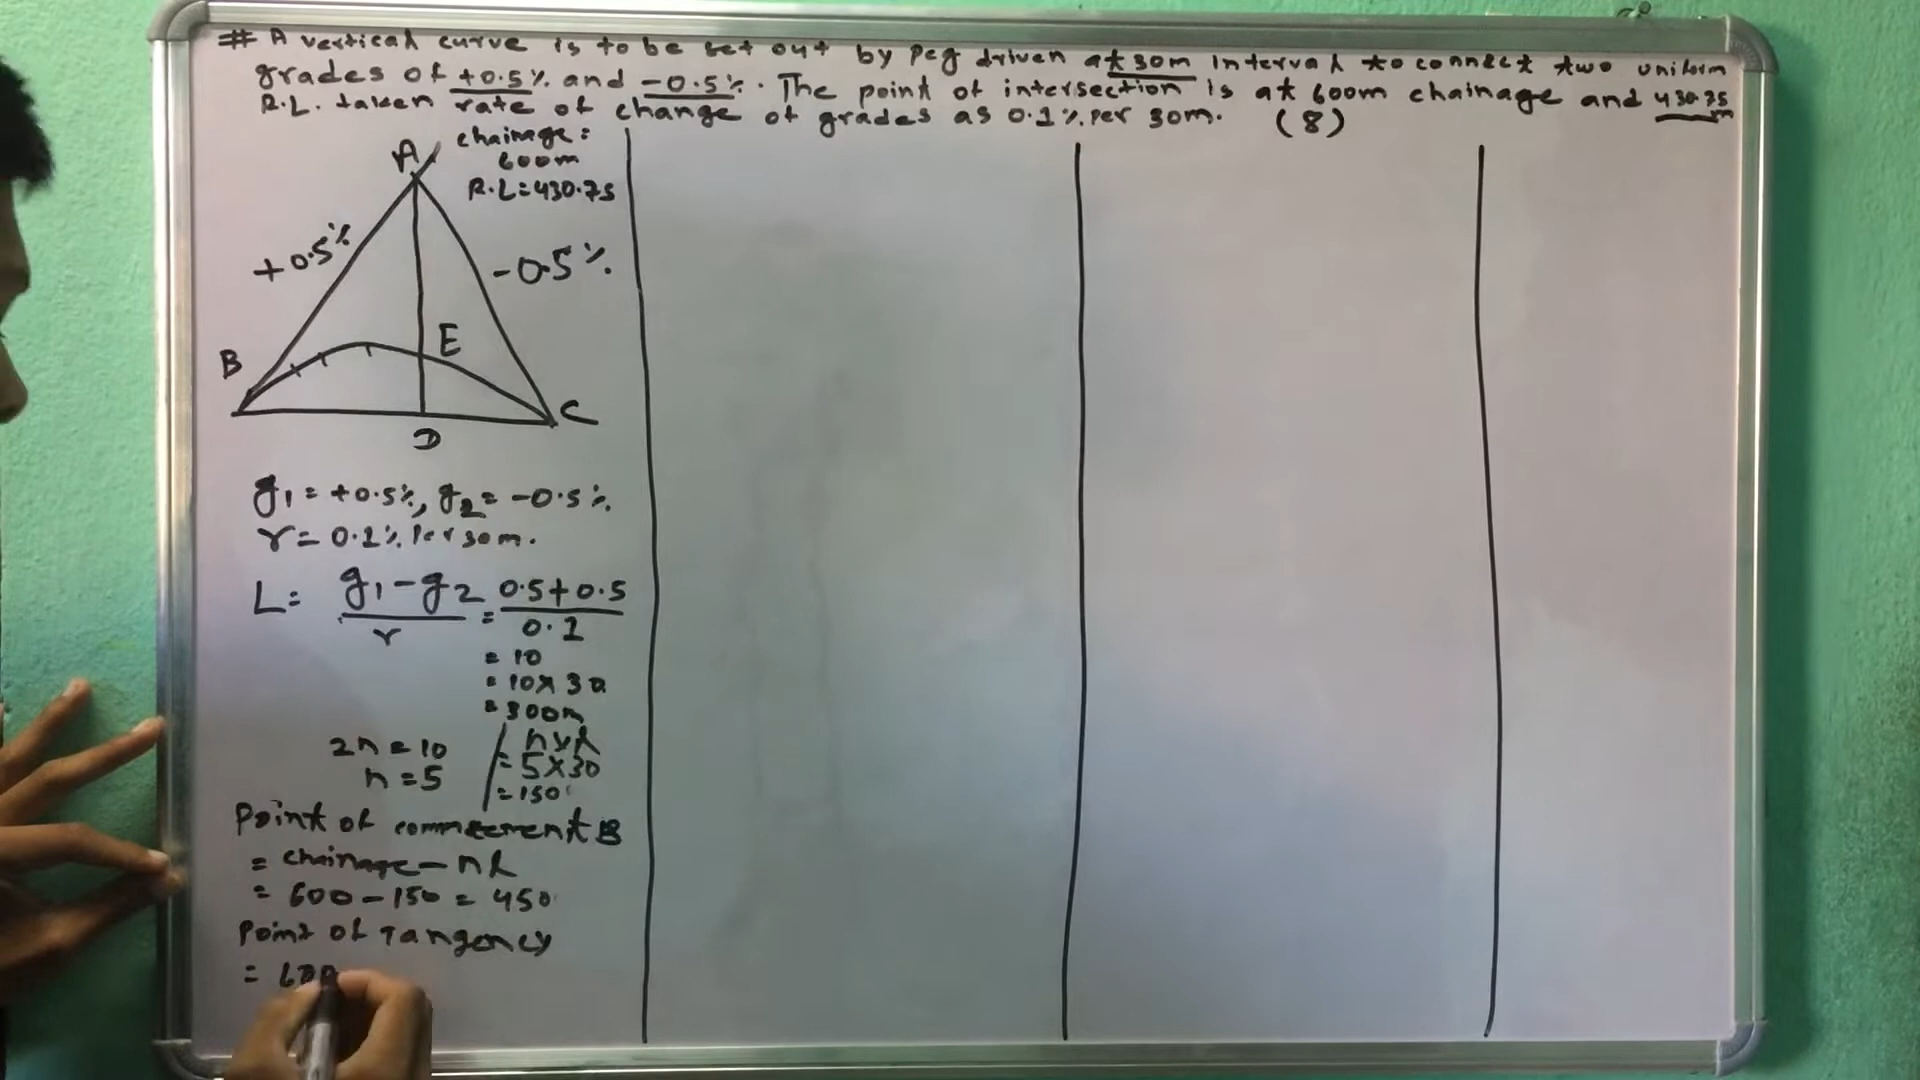 # A vertical curve is to be set out by peg driven at 30m interval to connect two uniform
grades of +0.5% and -0.5%. The point of intersection is at 600m chainage and 430.75
m
R.L. taken rate of change of grades as 0.1% per 30m. (8)
A
chainage:
600m
R.L=430.75
+0.5%
-0.5%
B
E
C
D
g1 = +0.5%, g2 = -0.5%.
r= 0.1% Per 30m.
L= g1-g2 / r = 0.5+0.5 / 0.1
= 10
= 10x30
= 300m
2n = 10
n = 5
nxl
= 5x30
= 150
Point of B
= chainage - nl
= 600 - 150 = 450
Point of Tangency
= 600